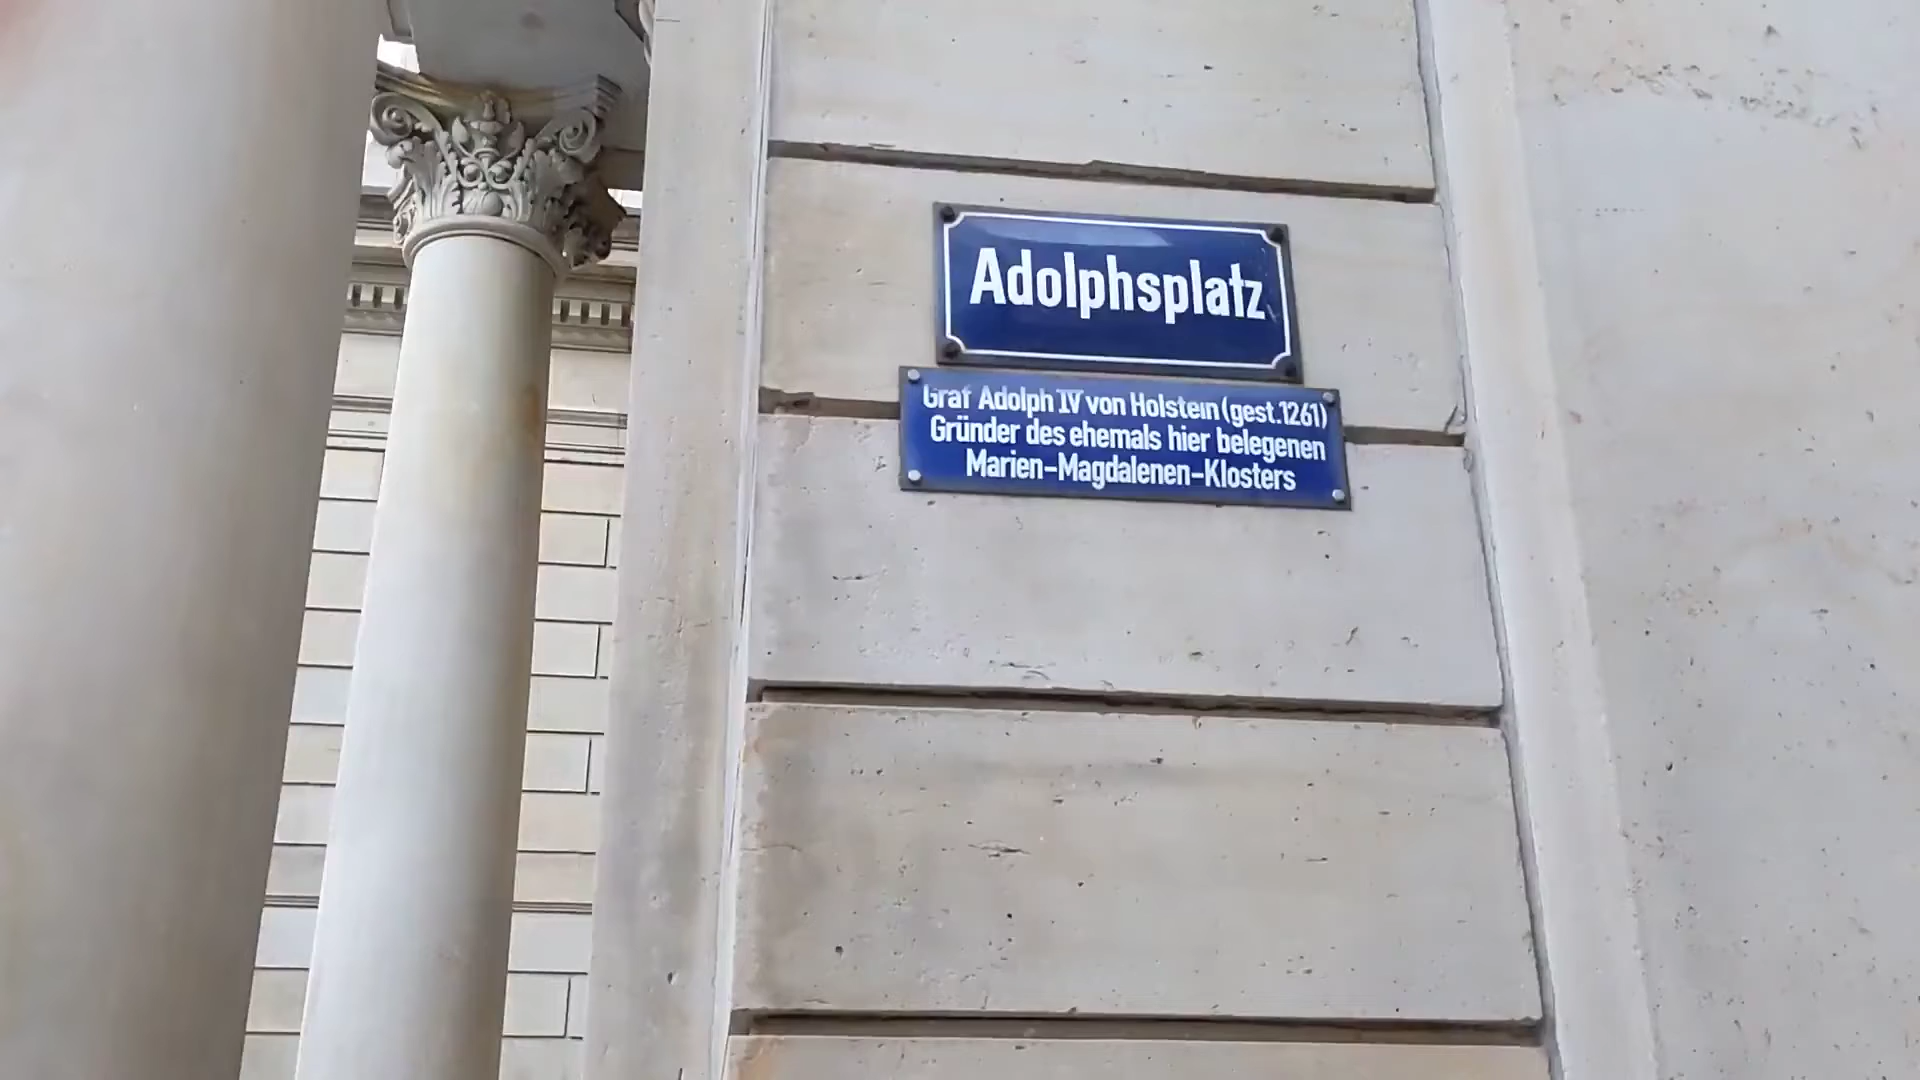 Adolphsplatz
Graf Adolph IV von Holstein (gest. 1261)
Gründer des ehemals hier belegenen
Marien-Magdalenen-Klosters